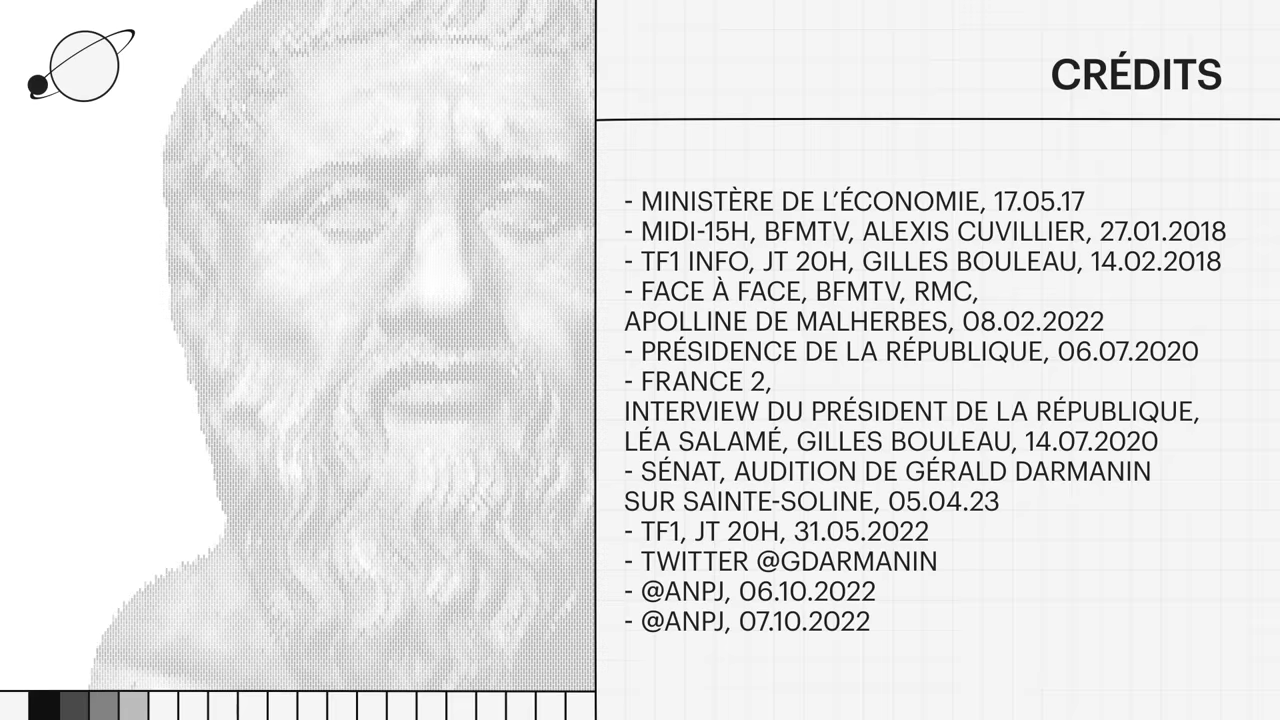 CRÉDITS
- MINISTÈRE DE L’ÉCONOMIE, 17.05.17
- MIDI-15H, BFMTV, ALEXIS CUVILLIER, 27.01.2018
- TF1 INFO, JT 20H, GILLES BOULEAU, 14.02.2018
- FACE À FACE, BFMTV, RMC,
APOLLINE DE MALHERBES, 08.02.2022
- PRÉSIDENCE DE LA RÉPUBLIQUE, 06.07.2020
- FRANCE 2,
INTERVIEW DU PRÉSIDENT DE LA RÉPUBLIQUE,
LÉA SALAMÉ, GILLES BOULEAU, 14.07.2020
- SÉNAT, AUDITION DE GÉRALD DARMANIN
SUR SAINTE-SOLINE, 05.04.23
- TF1, JT 20H, 31.05.2022
- TWITTER @GDARMANIN
- @ANPJ, 06.10.2022
- @ANPJ, 07.10.2022